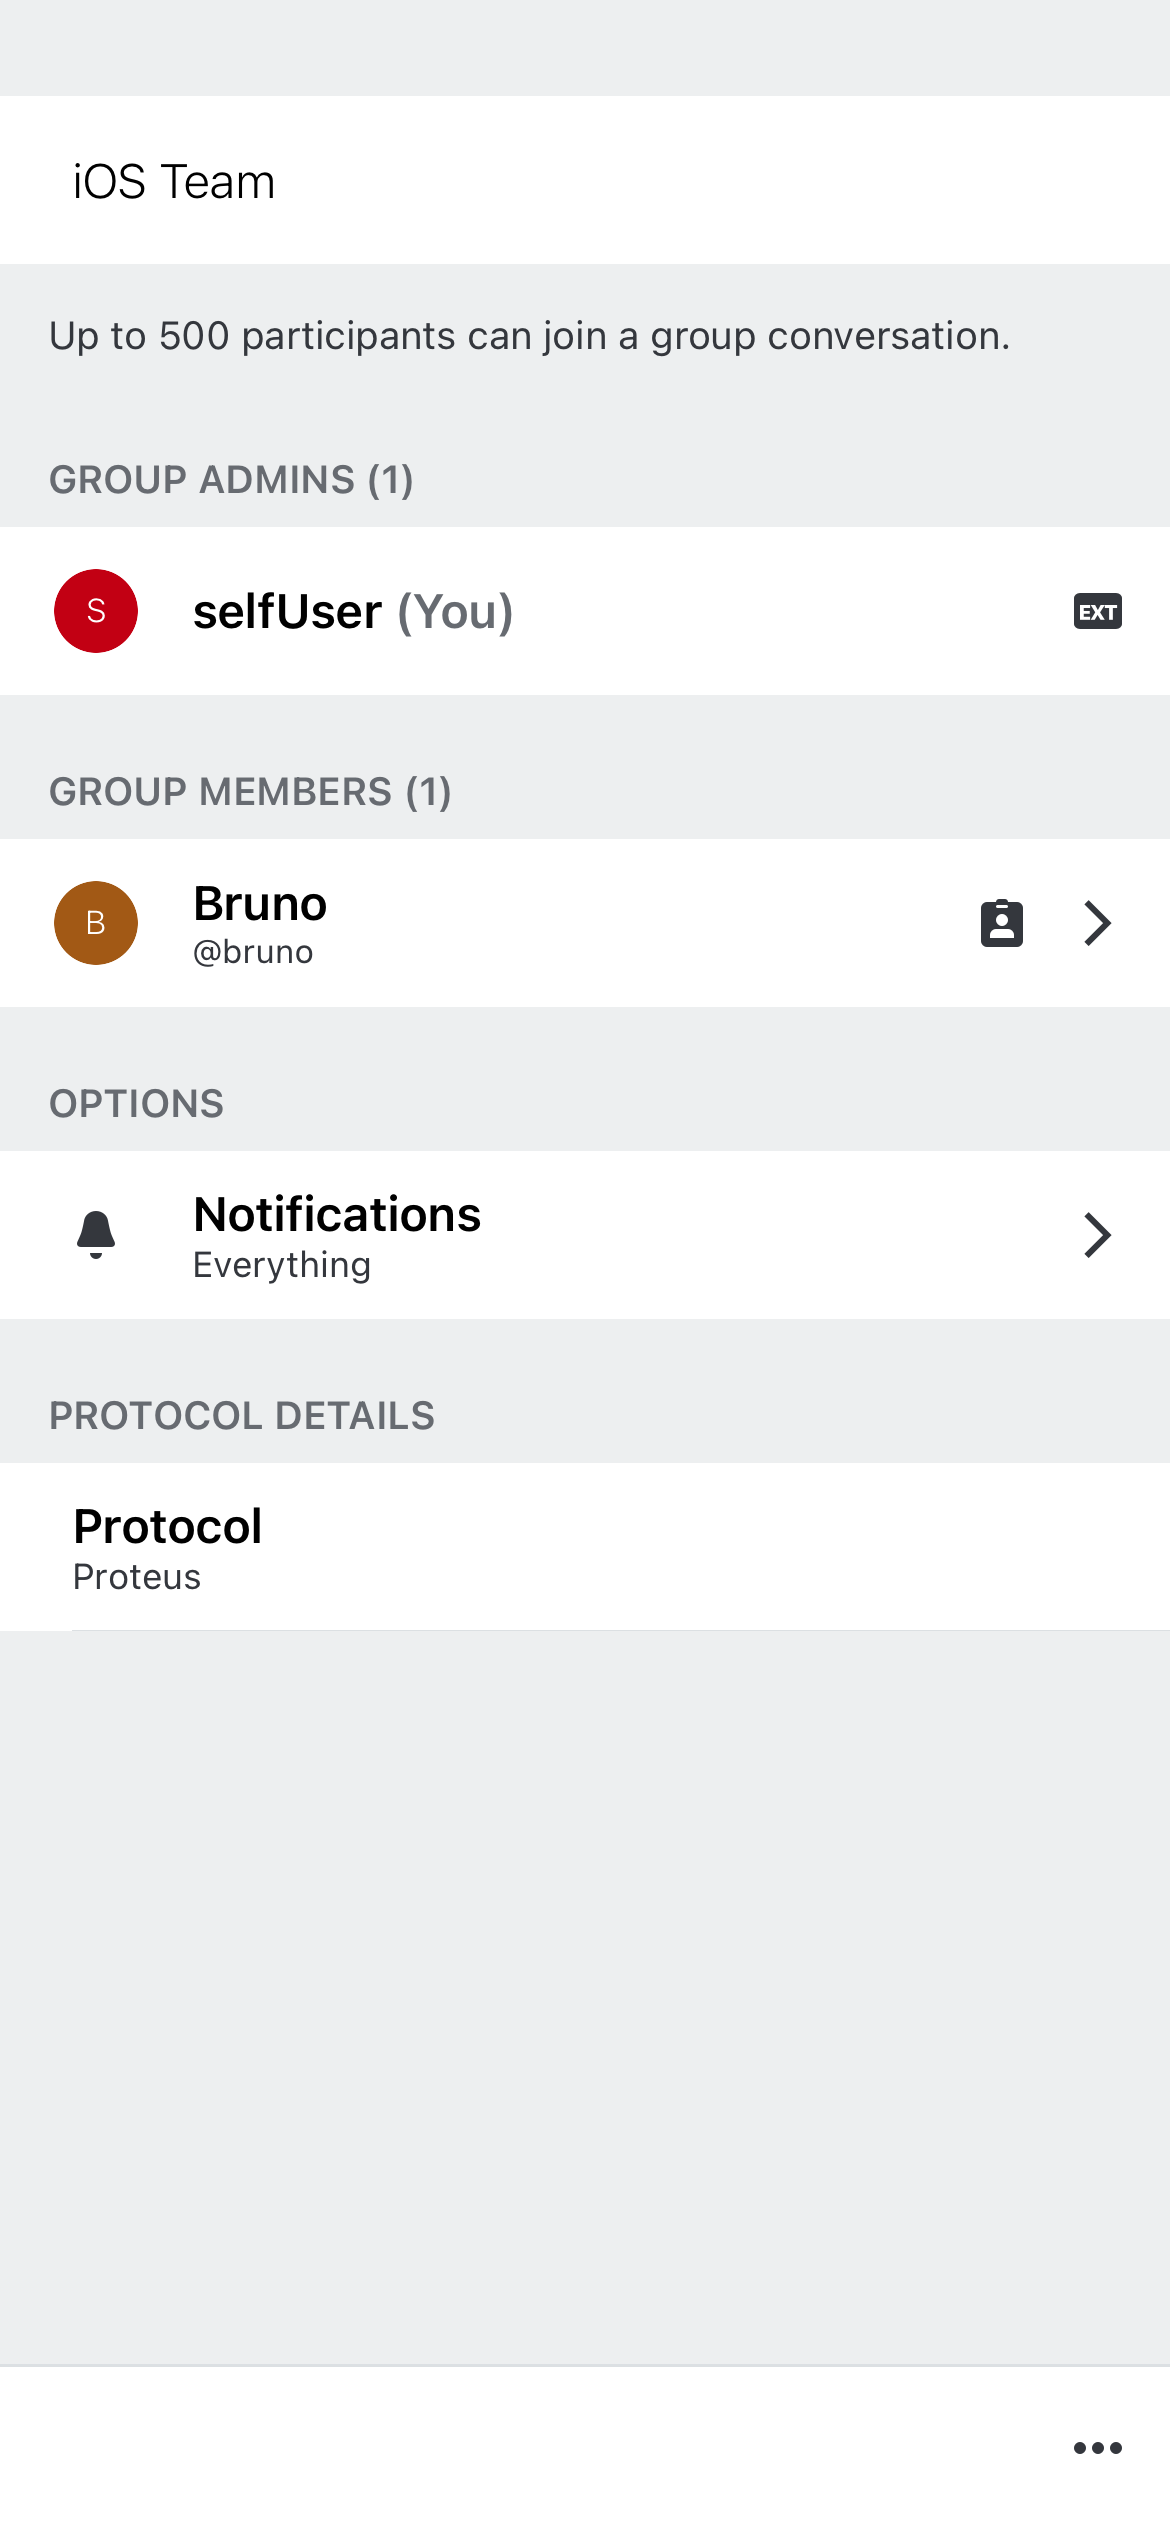 iOS Team
Up to 500 participants can join a group conversation.
GROUP ADMINS (1)
S
selfUser (You)
EXT
GROUP MEMBERS (1)
B
Bruno
@bruno
OPTIONS
Notifications
Everything
PROTOCOL DETAILS
Protocol
Proteus